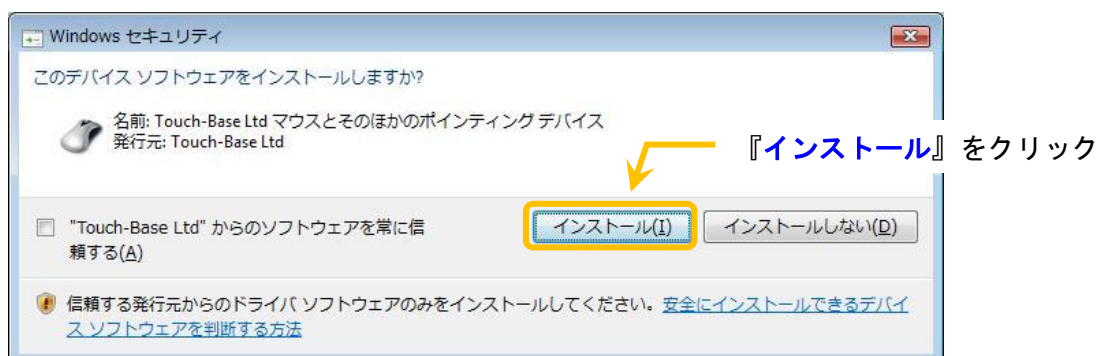 Windows セキュリティ
このデバイス ソフトウェアをインストールしますか?
名前: Touch-Base Ltd マウスとそのほかのポインティング デバイス
発行元: Touch-Base Ltd
『インストール』をクリック
"Touch-Base Ltd" からのソフトウェアを常に信
頼する(A)
インストール(I)
インストールしない(D)
信頼する発行元からのドライバ ソフトウェアのみをインストールしてください。安全にインストールできるデバイ
ス ソフトウェアを判断する方法